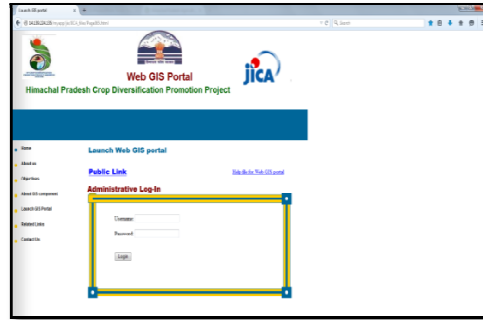 Launch GIS portal
Search
Web GIS Portal
Himachal Pradesh Crop Diversification Promotion Project
jICA
Home
About us
Objectives
About GIS component
Launch GIS Portal
Related Links
Contact Us
Launch Web GIS portal
Public Link
Help file for Web GIS portal
Administrative Log-In
Username
Password
Login